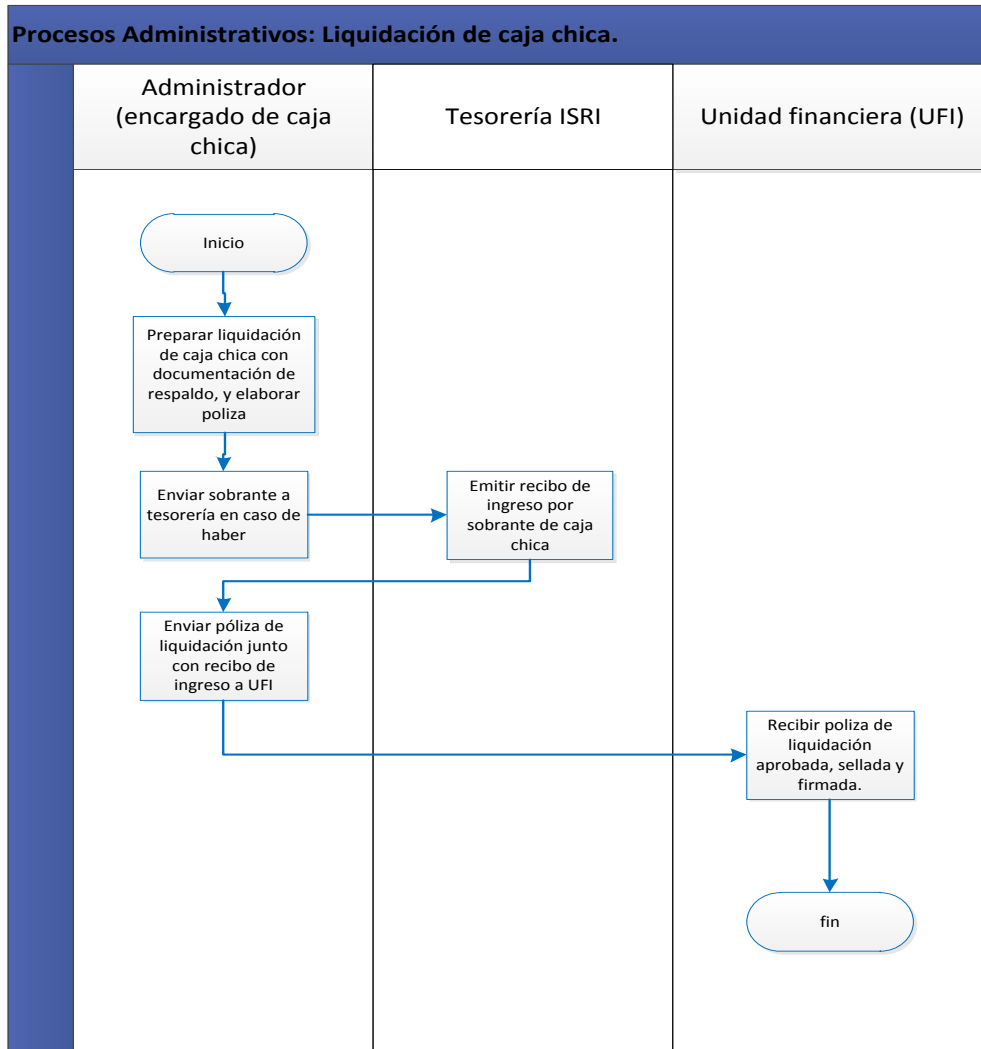 Procesos Administrativos: Liquidación de caja chica.
Administrador
(encargado de caja
chica)
Tesorería ISRI
Unidad financiera (UFI)
Inicio
Preparar liquidación
de caja chica con
documentación de
respaldo, y elaborar
poliza
Enviar sobrante a
tesorería en caso de
haber
Emitir recibo de
ingreso por
sobrante de caja
chica
Enviar póliza de
liquidación junto
con recibo de
ingreso a UFI
Recibir poliza de
liquidación
aprobada, sellada y
firmada.
fin